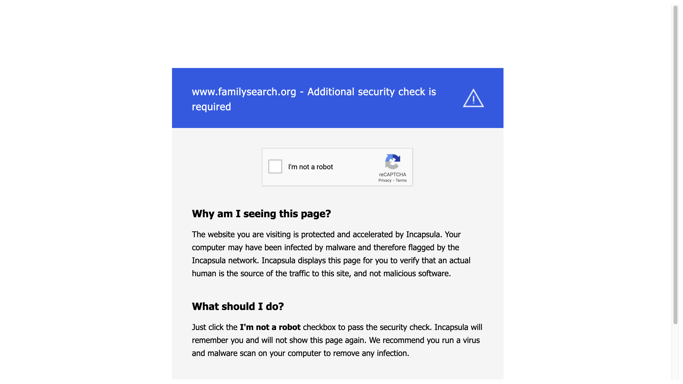 www.familysearch.org - Additional security check is
required
I'm not a robot
reCAPTCHA
Privacy - Terms
Why am I seeing this page?
The website you are visiting is protected and accelerated by Incapsula. Your
computer may have been infected by malware and therefore flagged by the
Incapsula network. Incapsula displays this page for you to verify that an actual
human is the source of the traffic to this site, and not malicious software.
What should I do?
Just click the I'm not a robot checkbox to pass the security check. Incapsula will
remember you and will not show this page again. We recommend you run a virus
and malware scan on your computer to remove any infection.